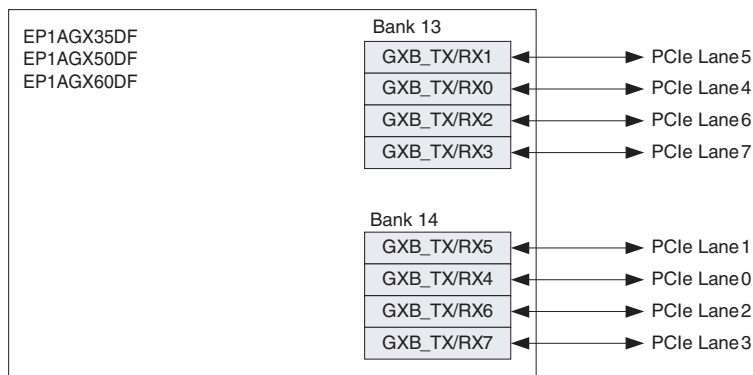 EP1AGX35DF
EP1AGX50DF
EP1AGX60DF
Bank 13
GXB_TX/RX1 PCIe Lane 5
GXB_TX/RX0 PCIe Lane 4
GXB_TX/RX2 PCIe Lane 6
GXB_TX/RX3 PCIe Lane 7
Bank 14
GXB_TX/RX5 PCIe Lane 1
GXB_TX/RX4 PCIe Lane 0
GXB_TX/RX6 PCIe Lane 2
GXB_TX/RX7 PCIe Lane 3